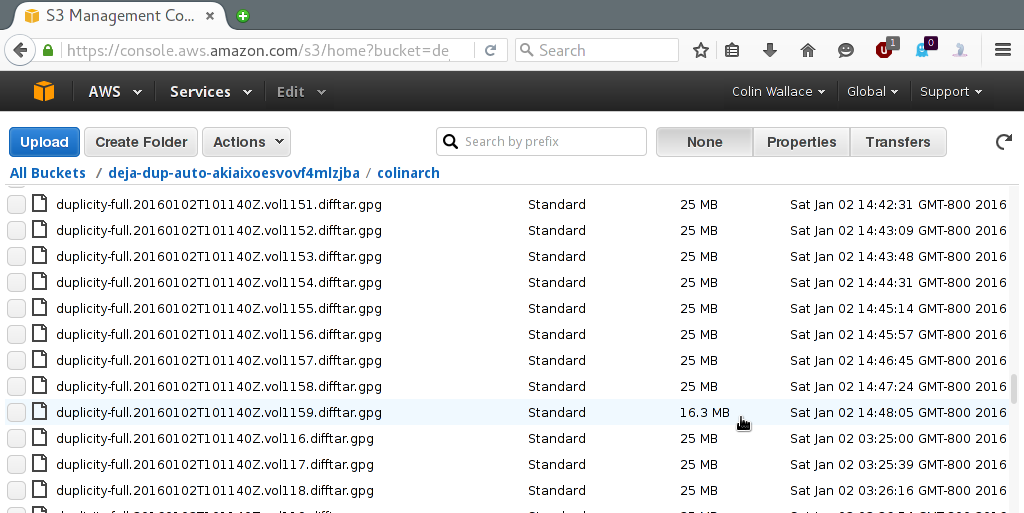 S3 Management Co...
https://console.aws.amazon.com/s3/home?bucket=de
Search
1
0
AWS Services Edit Colin Wallace Global Support
Upload Create Folder Actions Search by prefix None Properties Transfers
All Buckets / deja-dup-auto-akiaixoesvovf4mlzjba / colinarch
duplicity-full.20160102T101140Z.vol1151.difftar.gpg Standard 25 MB Sat Jan 02 14:42:31 GMT-800 2016
duplicity-full.20160102T101140Z.vol1152.difftar.gpg Standard 25 MB Sat Jan 02 14:43:09 GMT-800 2016
duplicity-full.20160102T101140Z.vol1153.difftar.gpg Standard 25 MB Sat Jan 02 14:43:48 GMT-800 2016
duplicity-full.20160102T101140Z.vol1154.difftar.gpg Standard 25 MB Sat Jan 02 14:44:31 GMT-800 2016
duplicity-full.20160102T101140Z.vol1155.difftar.gpg Standard 25 MB Sat Jan 02 14:45:14 GMT-800 2016
duplicity-full.20160102T101140Z.vol1156.difftar.gpg Standard 25 MB Sat Jan 02 14:45:57 GMT-800 2016
duplicity-full.20160102T101140Z.vol1157.difftar.gpg Standard 25 MB Sat Jan 02 14:46:45 GMT-800 2016
duplicity-full.20160102T101140Z.vol1158.difftar.gpg Standard 25 MB Sat Jan 02 14:47:24 GMT-800 2016
duplicity-full.20160102T101140Z.vol1159.difftar.gpg Standard 16.3 MB Sat Jan 02 14:48:05 GMT-800 2016
duplicity-full.20160102T101140Z.vol116.difftar.gpg Standard 25 MB Sat Jan 02 03:25:00 GMT-800 2016
duplicity-full.20160102T101140Z.vol117.difftar.gpg Standard 25 MB Sat Jan 02 03:25:39 GMT-800 2016
duplicity-full.20160102T101140Z.vol118.difftar.gpg Standard 25 MB Sat Jan 02 03:26:16 GMT-800 2016